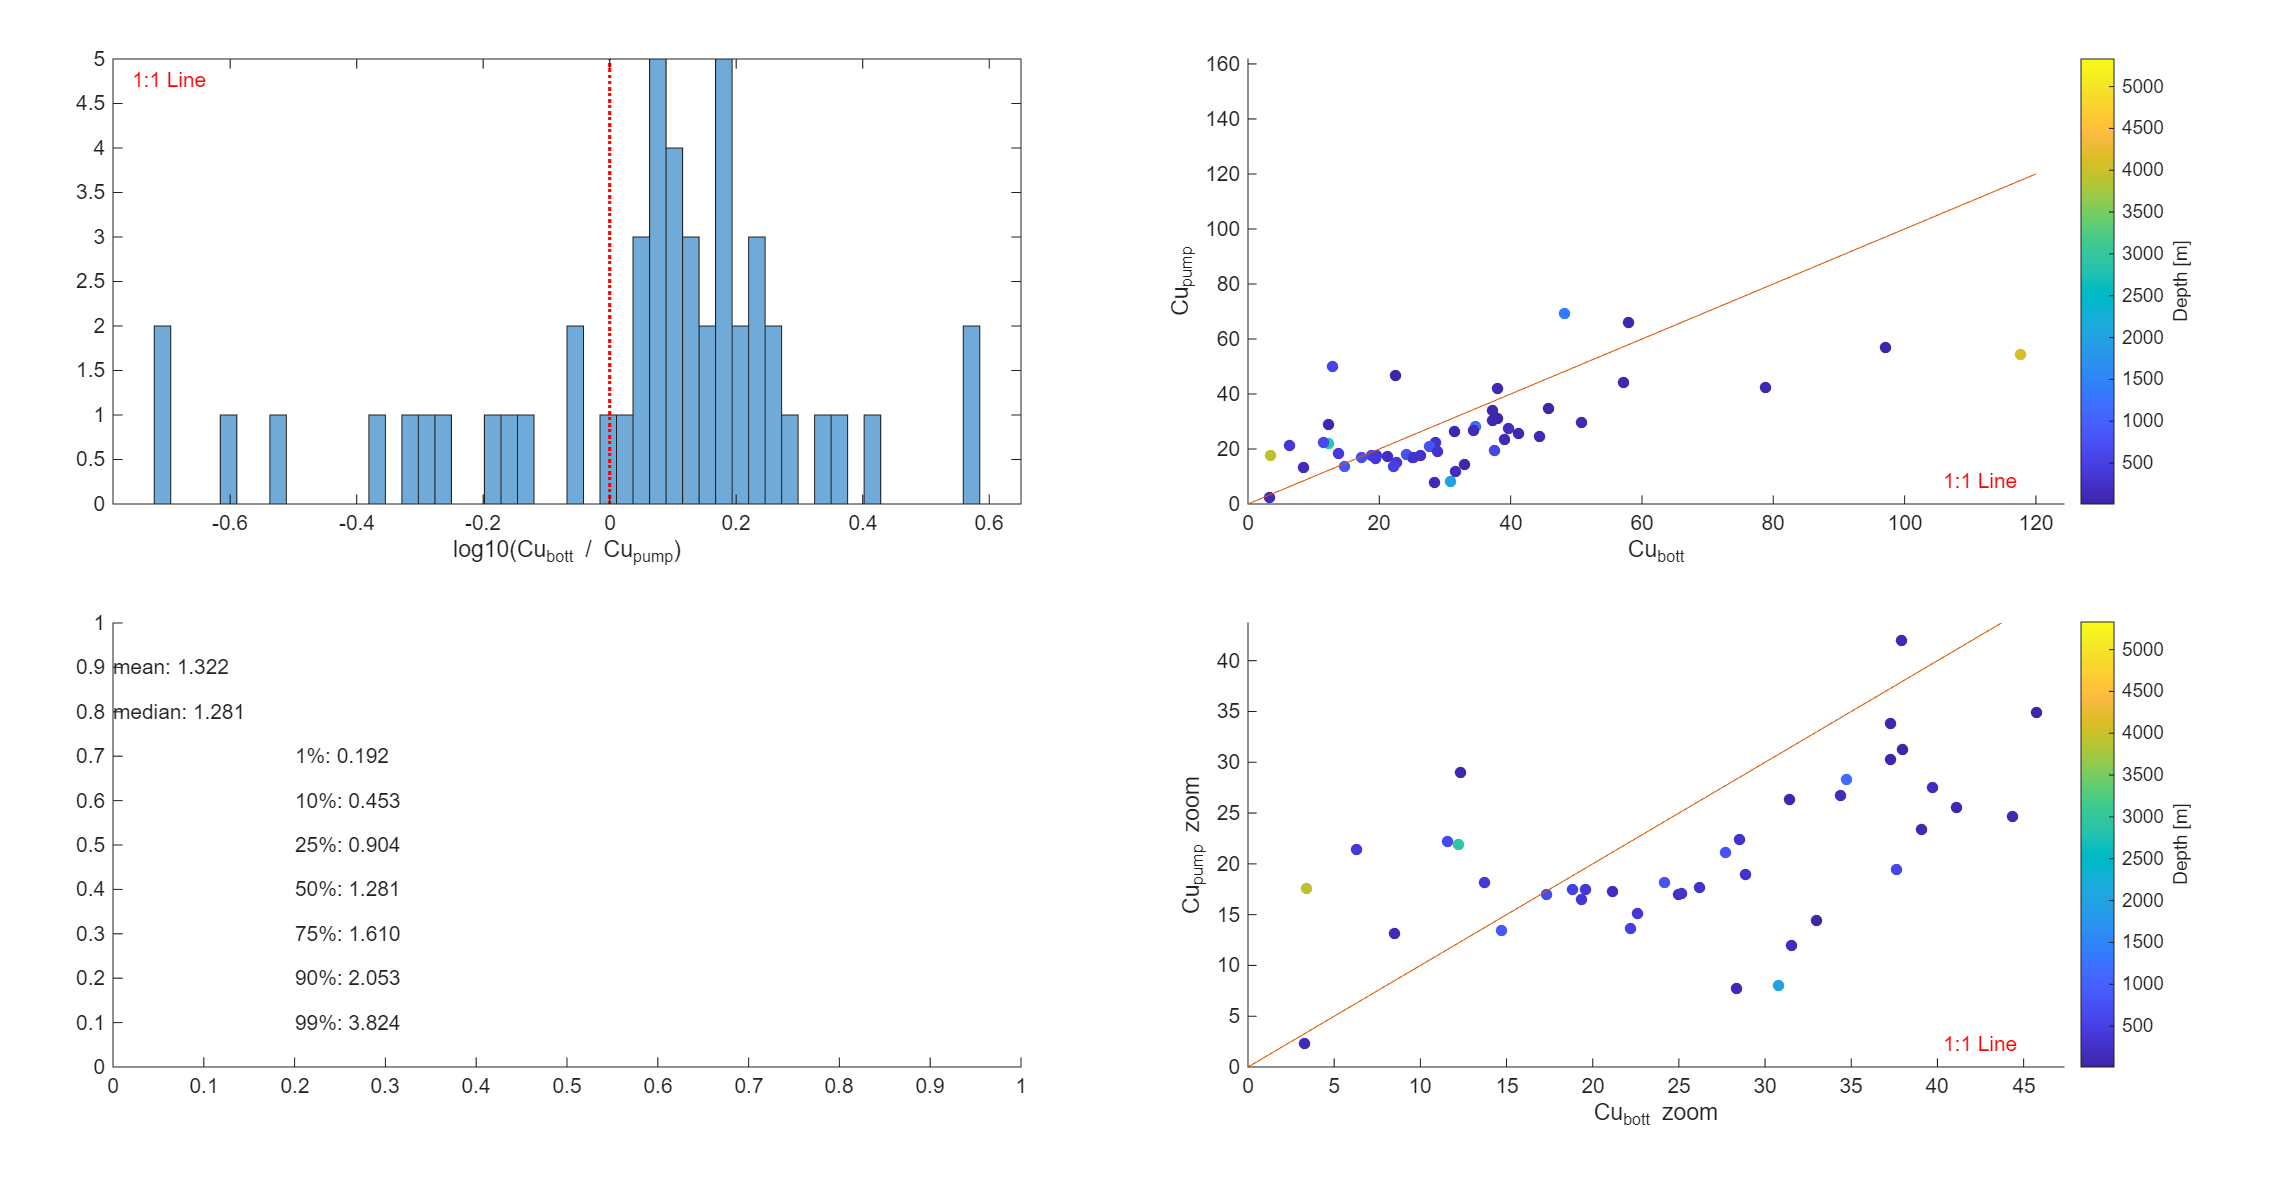 5
4.5
4
3.5
3
2.5
2
1.5
1
0.5
0
1:1 Line
-0.6 -0.4 -0.2 0 0.2 0.4 0.6
log10(Cu_bott / Cu_pump)
160
140
120
100
80
60
40
20
0
Cu_pump
1:1 Line
0 20 40 60 80 100 120
Cu_bott
5000
4500
4000
3500
3000
2500
2000
1500
1000
500
Depth [m]
1
0.9 mean: 1.322
0.8 median: 1.281
0.7 1%: 0.192
0.6 10%: 0.453
0.5 25%: 0.904
0.4 50%: 1.281
0.3 75%: 1.610
0.2 90%: 2.053
0.1 99%: 3.824
0
0 0.1 0.2 0.3 0.4 0.5 0.6 0.7 0.8 0.9 1
40
35
30
25
20
15
10
5
0
Cu_pump zoom
1:1 Line
0 5 10 15 20 25 30 35 40 45
Cu_bott zoom
5000
4500
4000
3500
3000
2500
2000
1500
1000
500
Depth [m]